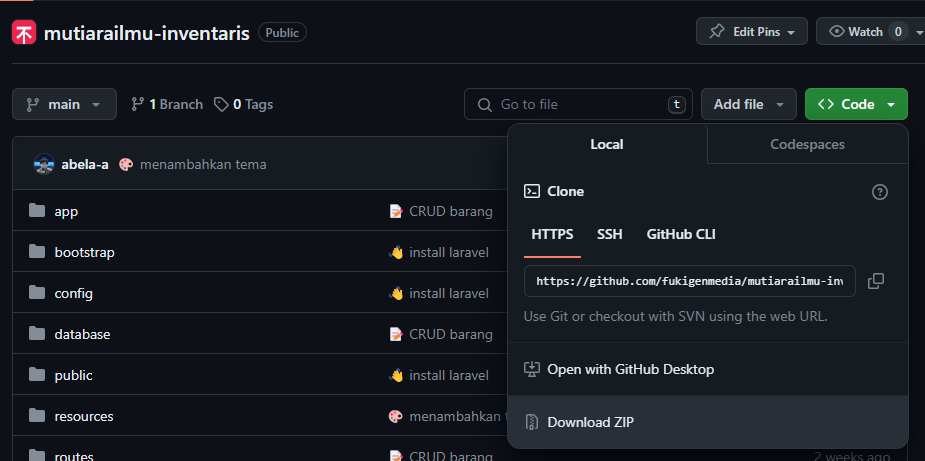 mutiarailmu-inventaris Public Edit Pins Watch 0
main 1 Branch 0 Tags Go to file t Add file <> Code
abela-a menambahkan tema
app CRUD barang
bootstrap install laravel
config install laravel
database CRUD barang
public install laravel
resources menambahkan
routes CRUD barang 2 weeks ago
Local Codespaces
Clone
HTTPS SSH GitHub CLI
https://github.com/fukigenmedia/mutiarailmu-inv
Use Git or checkout with SVN using the web URL.
Open with GitHub Desktop
Download ZIP